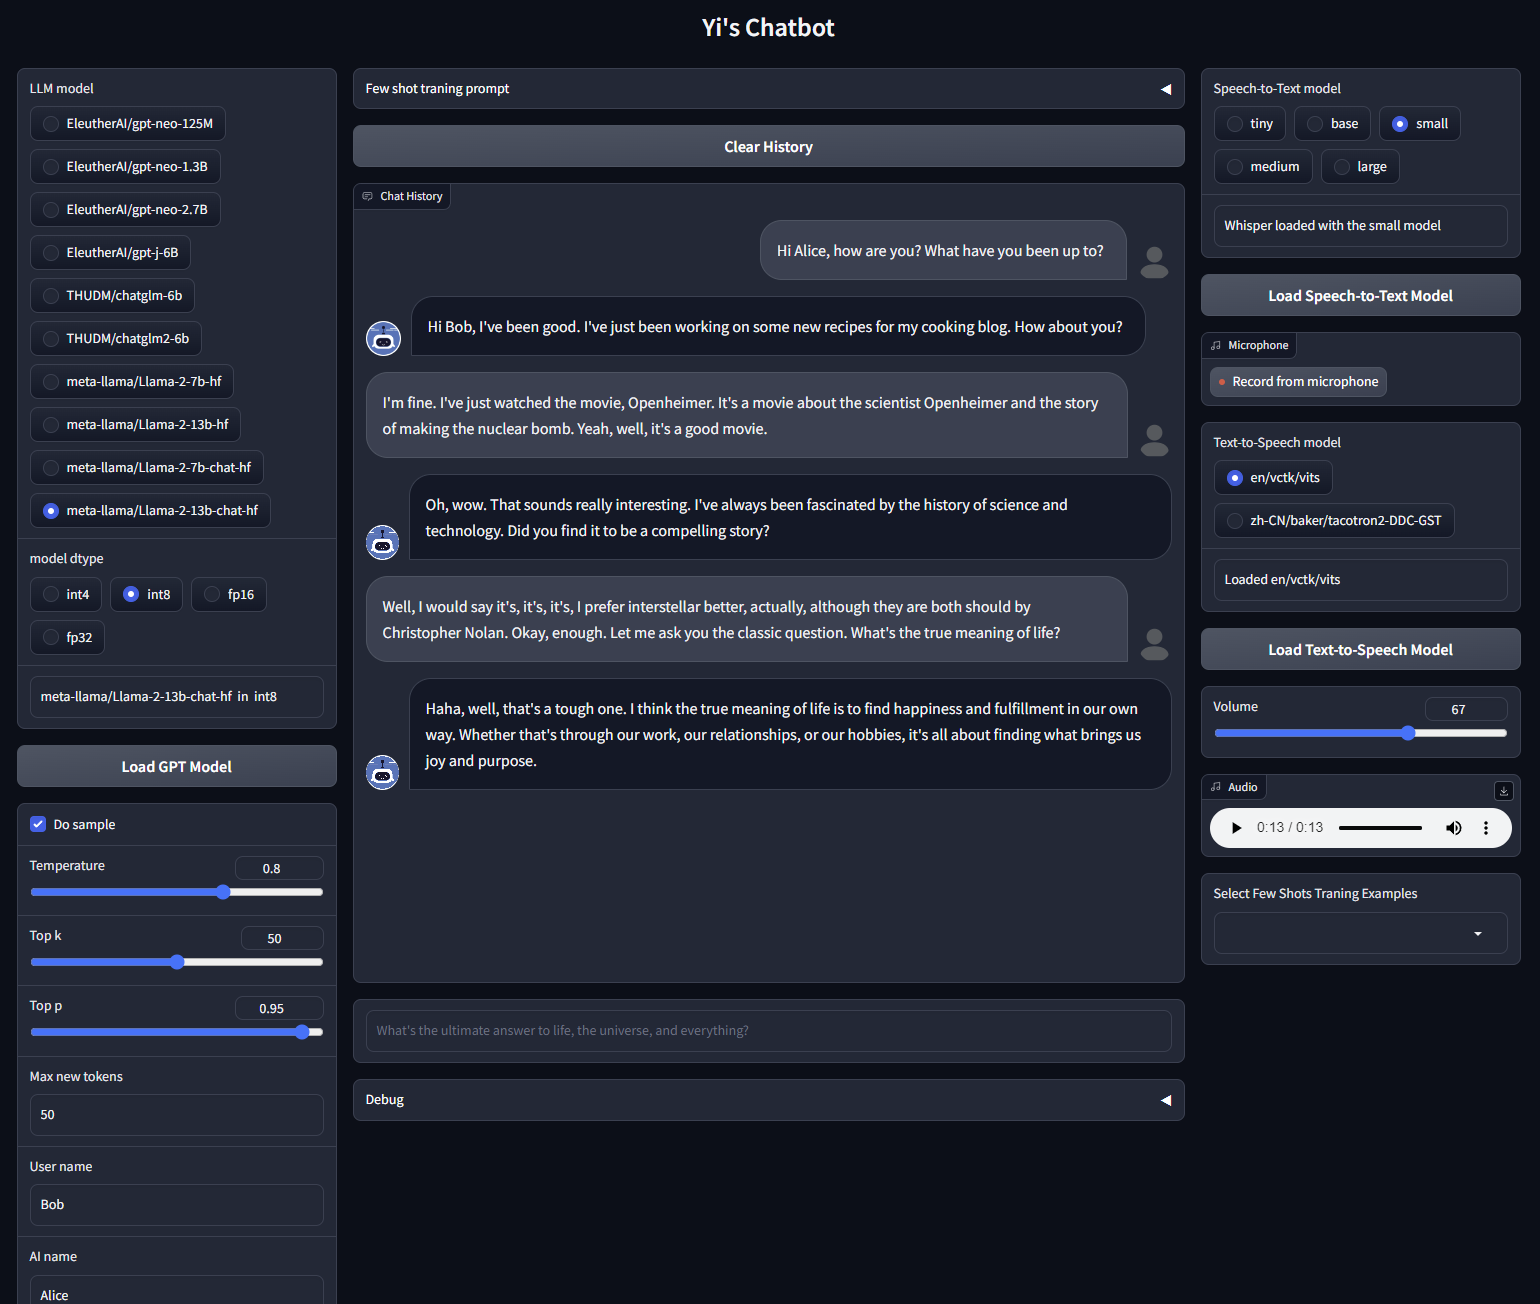 Yi's Chatbot
LLM model
EleutherAI/gpt-neo-125M
EleutherAI/gpt-neo-1.3B
EleutherAI/gpt-neo-2.7B
EleutherAI/gpt-j-6B
THUDM/chatglm-6b
THUDM/chatglm2-6b
meta-llama/Llama-2-7b-hf
meta-llama/Llama-2-13b-hf
meta-llama/Llama-2-7b-chat-hf
meta-llama/Llama-2-13b-chat-hf
model dtype
int4 int8 fp16
fp32
meta-llama/Llama-2-13b-chat-hf in int8
Load GPT Model
Do sample
Temperature 0.8
Top k 50
Top p 0.95
Max new tokens
50
User name
Bob
AI name
Alice
Few shot traning prompt
Clear History
Chat History
Hi Alice, how are you? What have you been up to?
Hi Bob, I've been good. I've just been working on some new recipes for my cooking blog. How about you?
I'm fine. I've just watched the movie, Openheimer. It's a movie about the scientist Openheimer and the story
of making the nuclear bomb. Yeah, well, it's a good movie.
Oh, wow. That sounds really interesting. I've always been fascinated by the history of science and
technology. Did you find it to be a compelling story?
Well, I would say it's, it's, it's, I prefer interstellar better, actually, although they are both should by
Christopher Nolan. Okay, enough. Let me ask you the classic question. What's the true meaning of life?
Haha, well, that's a tough one. I think the true meaning of life is to find happiness and fulfillment in our own
way. Whether that's through our work, our relationships, or our hobbies, it's all about finding what brings us
joy and purpose.
What's the ultimate answer to life, the universe, and everything?
Debug
Speech-to-Text model
tiny base small
medium large
Whisper loaded with the small model
Load Speech-to-Text Model
Microphone
Record from microphone
Text-to-Speech model
en/vctk/vits
zh-CN/baker/tacotron2-DDC-GST
Loaded en/vctk/vits
Load Text-to-Speech Model
Volume 67
Audio
0:13 / 0:13
Select Few Shots Traning Examples